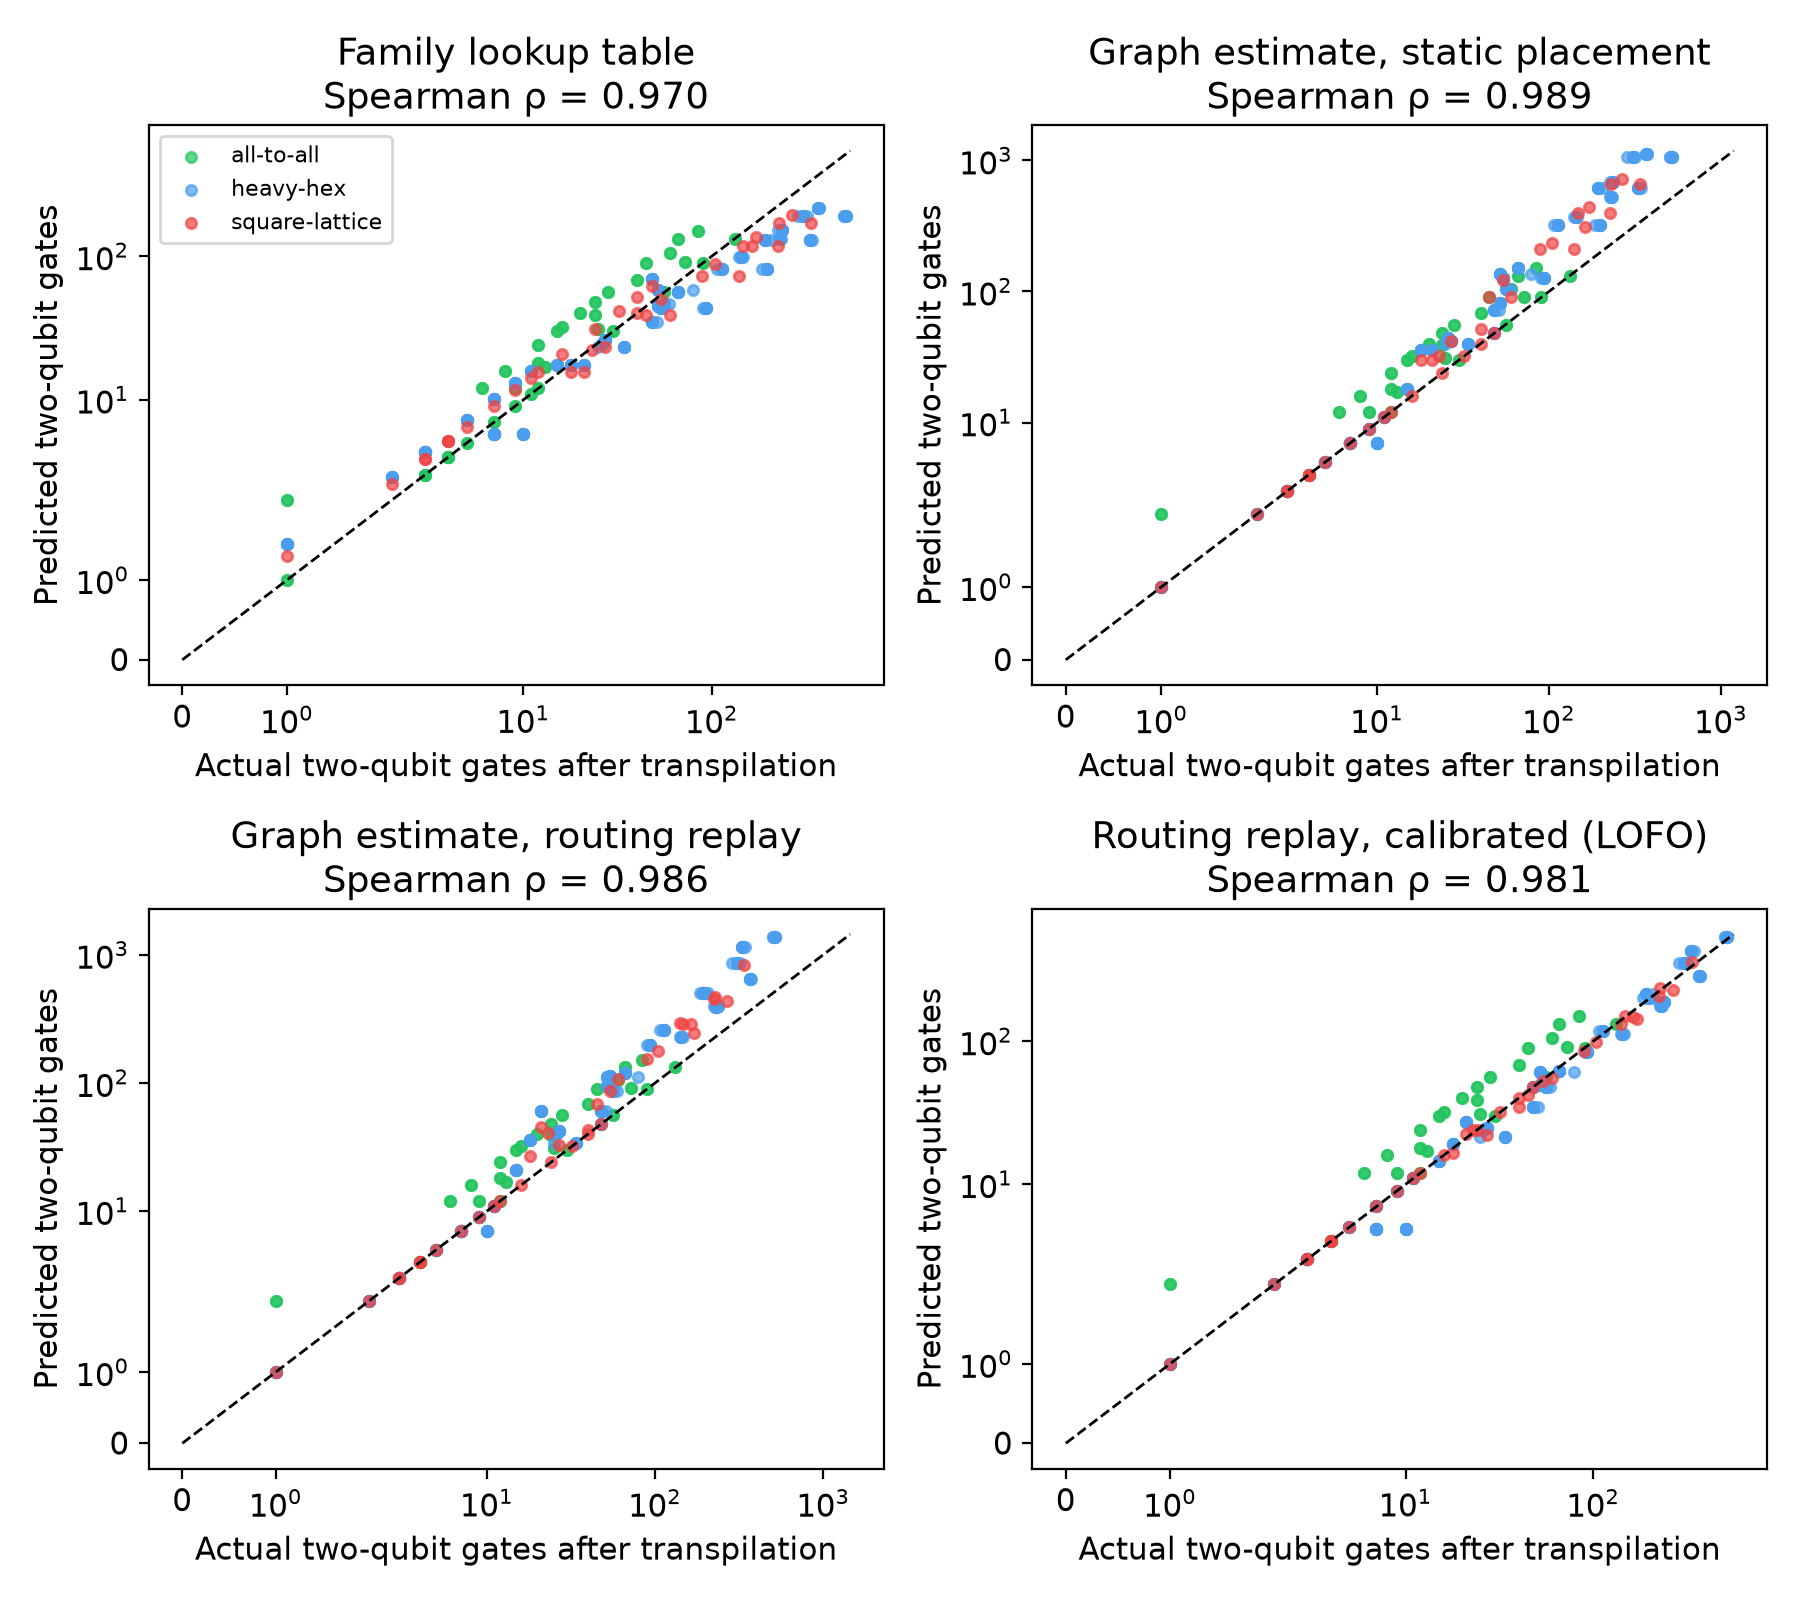 Family lookup table
Spearman ρ = 0.970
all-to-all
heavy-hex
square-lattice
Predicted two-qubit gates
10²
10¹
10⁰
0
0
10⁰
10¹
10²
Actual two-qubit gates after transpilation
Graph estimate, static placement
Spearman ρ = 0.989
Predicted two-qubit gates
10³
10²
10¹
10⁰
0
0
10⁰
10¹
10²
10³
Actual two-qubit gates after transpilation
Graph estimate, routing replay
Spearman ρ = 0.986
Predicted two-qubit gates
10³
10²
10¹
10⁰
0
0
10⁰
10¹
10²
10³
Actual two-qubit gates after transpilation
Routing replay, calibrated (LOFO)
Spearman ρ = 0.981
Predicted two-qubit gates
10²
10¹
10⁰
0
0
10⁰
10¹
10²
Actual two-qubit gates after transpilation